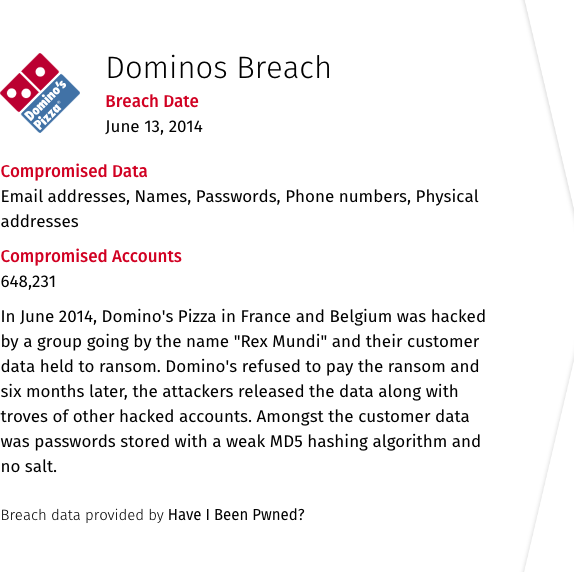 Dominos Breach
Breach Date
June 13, 2014
Domino's
Pizza
Compromised Data
Email addresses, Names, Passwords, Phone numbers, Physical
addresses
Compromised Accounts
648,231
In June 2014, Domino's Pizza in France and Belgium was hacked
by a group going by the name "Rex Mundi" and their customer
data held to ransom. Domino's refused to pay the ransom and
six months later, the attackers released the data along with
troves of other hacked accounts. Amongst the customer data
was passwords stored with a weak MD5 hashing algorithm and
no salt.
Breach data provided by Have I Been Pwned?